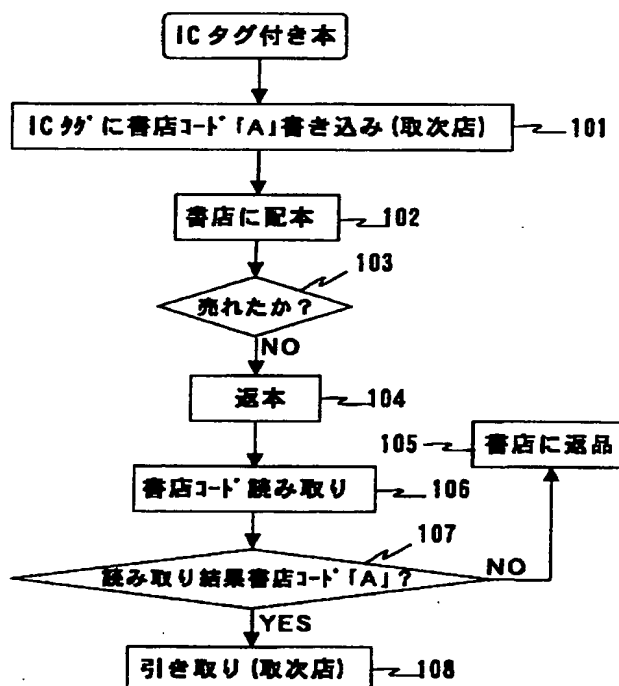 ICタグ付き本
ICﾀｸﾞに書店ｺｰﾄﾞ「A」書き込み(取次店)
101
書店に配本
102
103
売れたか？
NO
返本
104
105
書店に返品
書店ｺｰﾄﾞ読み取り
106
107
読み取り結果書店ｺｰﾄﾞ「A」？
NO
YES
引き取り(取次店)
108